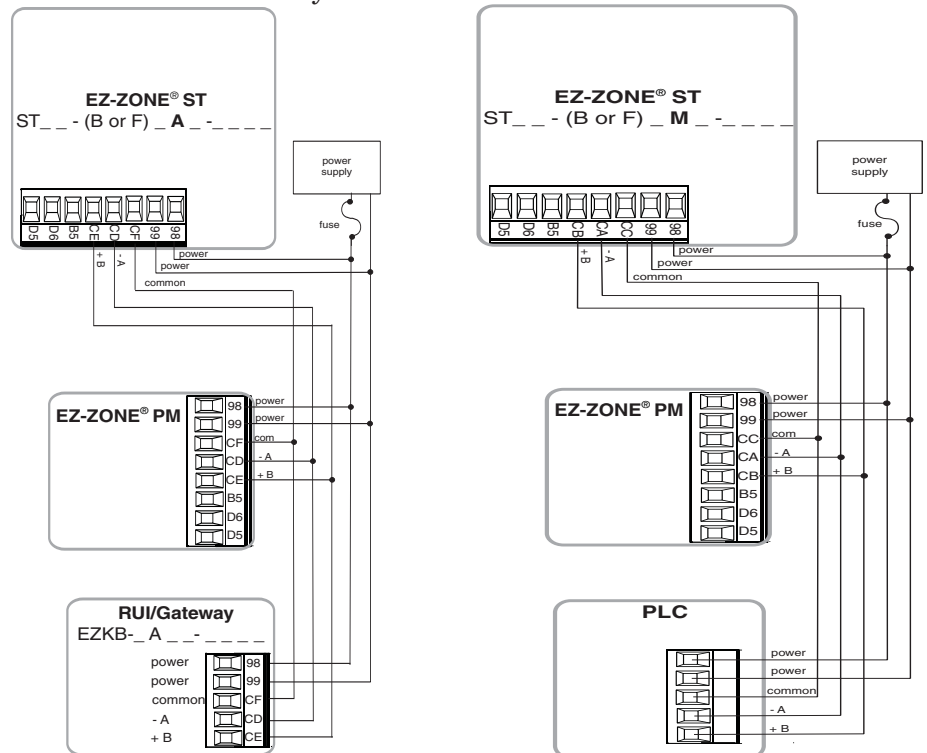 EZ-ZONE® ST
ST_ _ - (B or F) _ A _ -_ _ _ _
power
supply
fuse
D5 D6 B5 CE CD CF 99 98
+ B
- A
power
power
common
EZ-ZONE® PM
98 power
99 power
CF com
CD - A
CE + B
B5
D6
D5
RUI/Gateway
EZKB-_ A _ _-_ _ _ _
power 98
power 99
common CF
- A CD
+ B CE
EZ-ZONE® ST
ST_ _ - (B or F) _ M _ -_ _ _ _
power
supply
fuse
D5 D6 B5 CB CA CC 99 98
+ B
- A
power
power
common
EZ-ZONE® PM
98 power
99 power
CC com
CA - A
CB + B
B5
D6
D5
PLC
power
power
common
- A
+ B